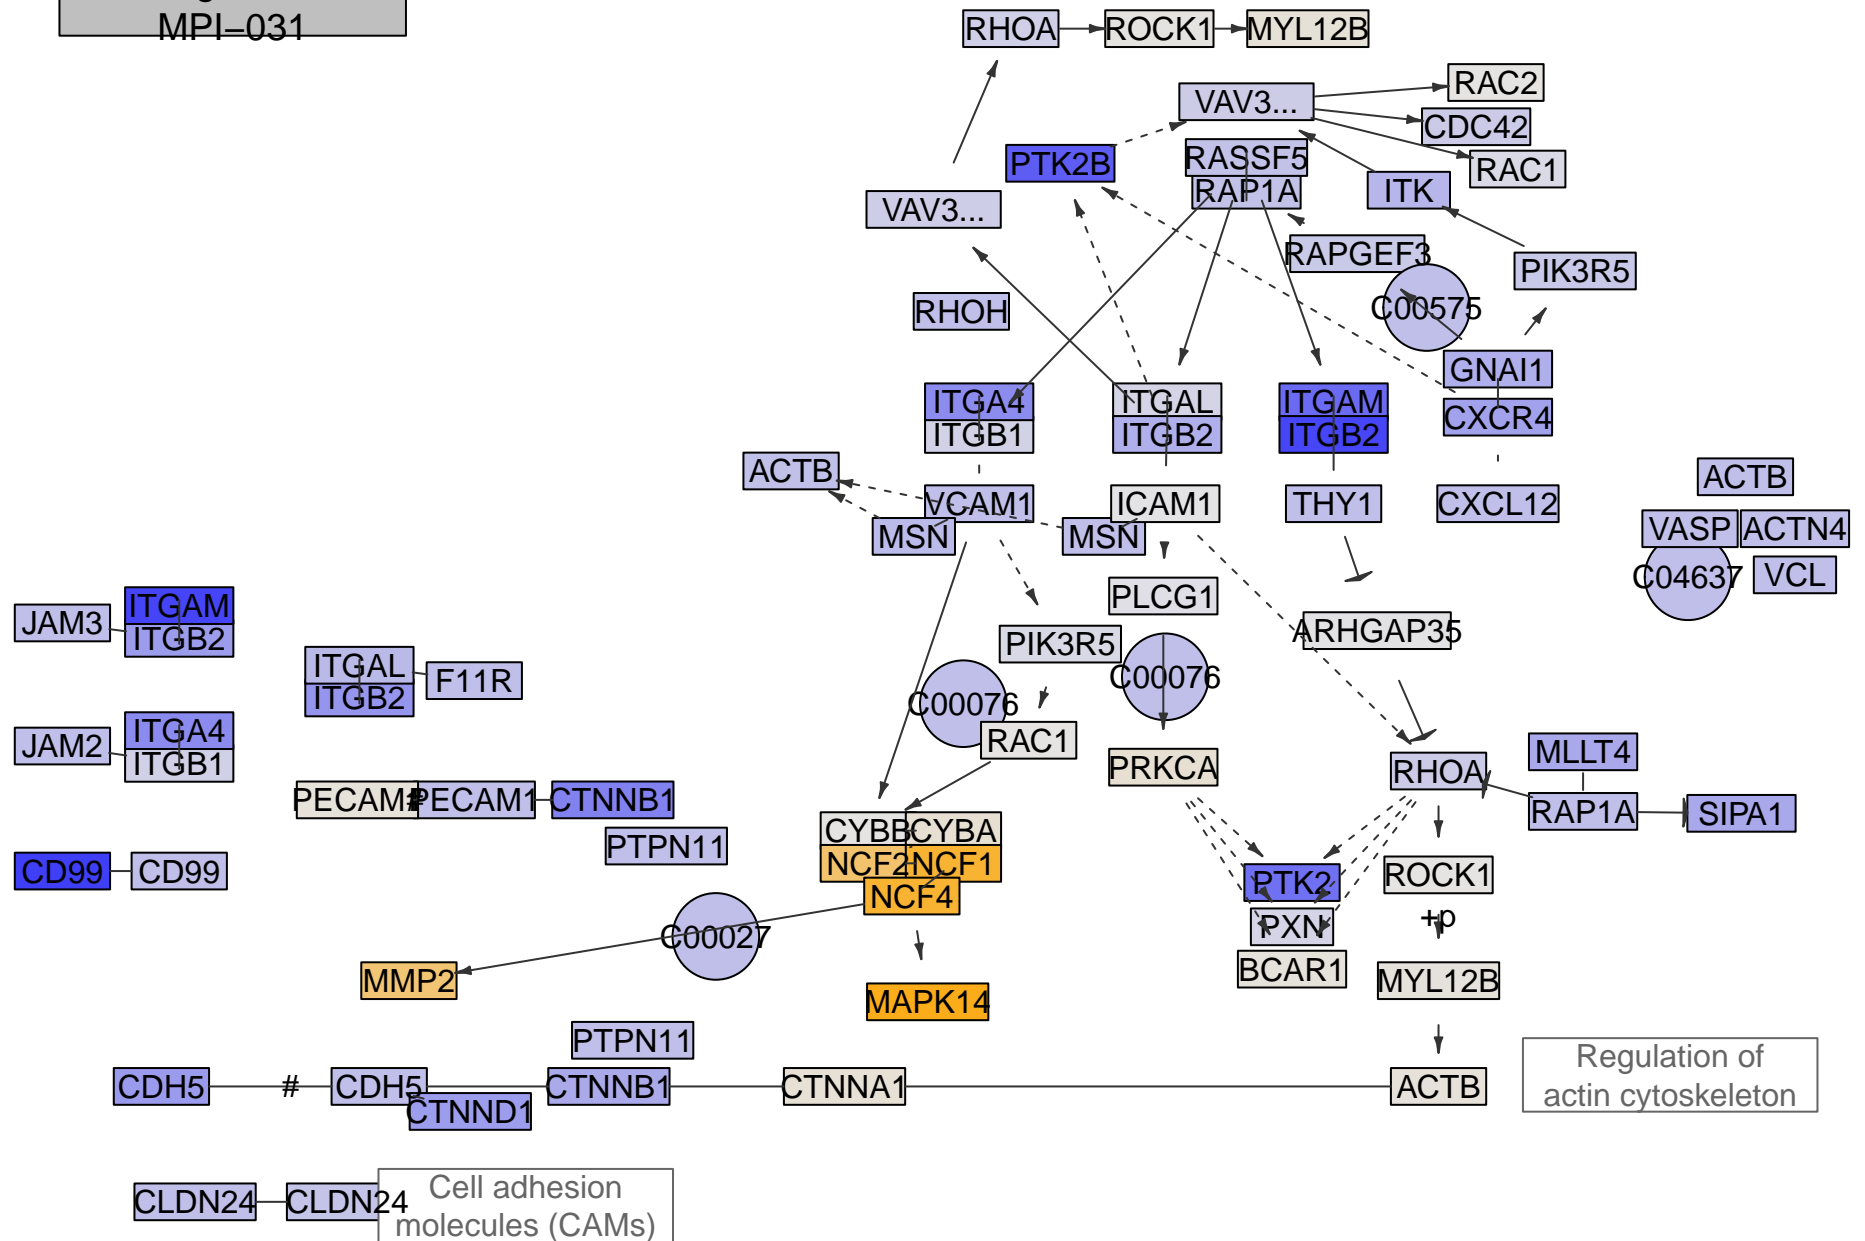 MPI−031
RHOA
ROCK1
MYL12B
RAC2
VAV3...
CDC42
PTK2B
RASSF5
RAC1
RAP1A
ITK
VAV3...
RAPGEF3
PIK3R5
C00575
RHOH
GNAI1
ITGA4
ITGAL
ITGAM
CXCR4
ITGB1
ITGB2
ITGB2
ACTB
ACTB
VCAM1
ICAM1
THY1
CXCL12
MSN
MSN
VASP
ACTN4
C04637
VCL
PLCG1
JAM3
ITGAM
ITGB2
ARHGAP35
PIK3R5
ITGAL
F11R
ITGB2
C00076
C00076
JAM2
ITGA4
ITGB1
RAC1
PRKCA
RHOA
MLLT4
PECAM1
#
PECAM1
CTNNB1
RAP1A
SIPA1
PTPN11
CYBB
CYBA
NCF2
NCF1
CD99
CD99
NCF4
PTK2
ROCK1
+p
PXN
C00027
BCAR1
MMP2
MYL12B
MAPK14
PTPN11
CDH5
#
CDH5
CTNNB1
CTNNA1
ACTB
CTNND1
Regulation of
actin cytoskeleton
CLDN24
CLDN24
Cell adhesion
molecules (CAMs)